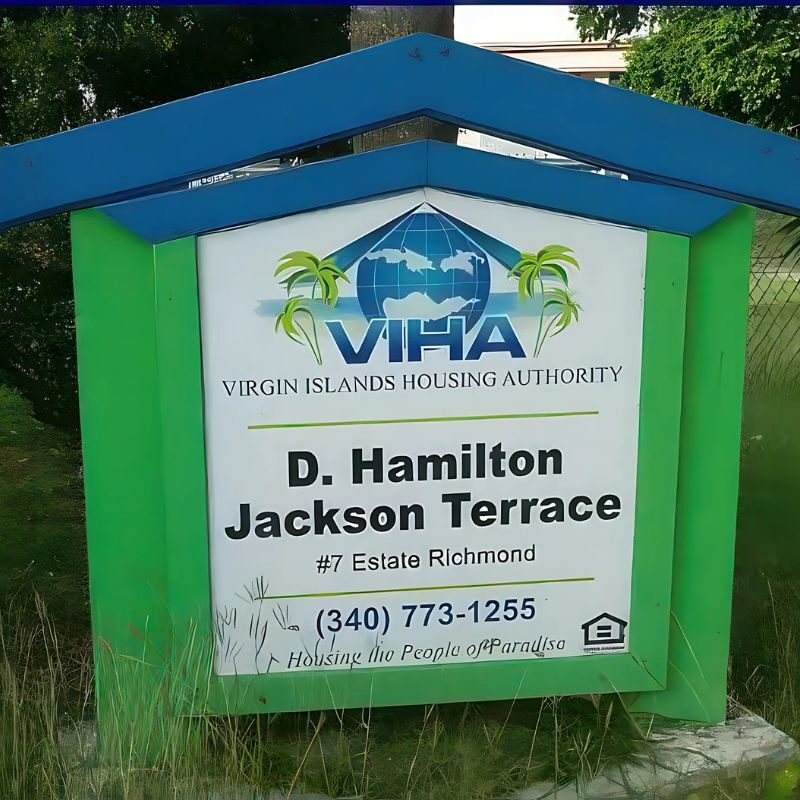 VIHA
VIRGIN ISLANDS HOUSING AUTHORITY
D. Hamilton
Jackson Terrace
#7 Estate Richmond
(340) 773-1255
Housing the People of Paradise